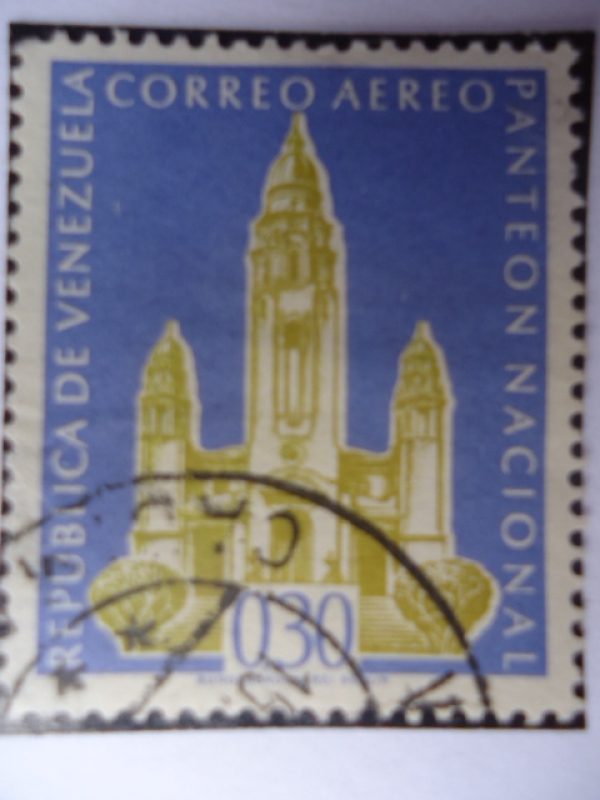 CORREO AEREO
REPUBLICA DE VENEZUELA
PANTEON NACIONAL
0,30